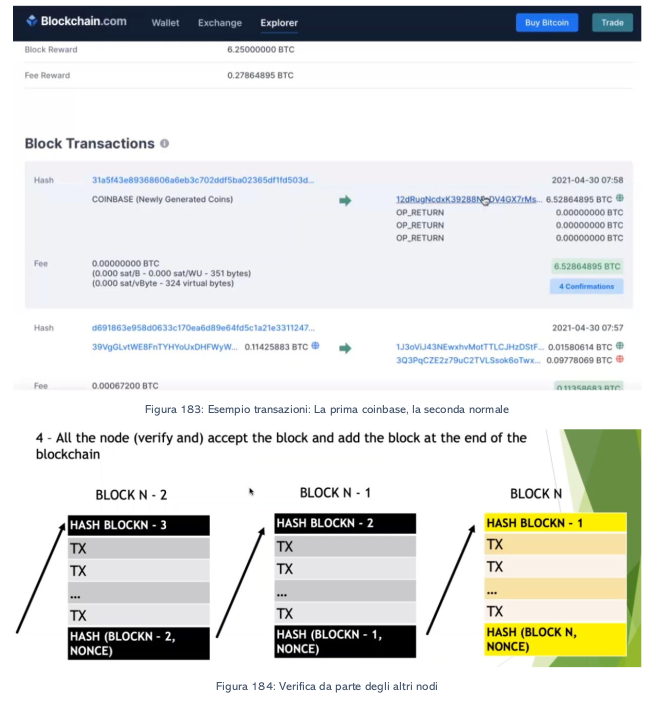 Blockchain.com Wallet Exchange Explorer Buy Bitcoin Trade
Block Reward 6.25000000 BTC
Fee Reward 0.27864895 BTC
Block Transactions
Hash 31a5f43e89368606a6eb3c702ddf5ba02365df1fd503d... 2021-04-30 07:58
COINBASE (Newly Generated Coins) 6.52864895 BTC
OP_RETURN 0.00000000 BTC
OP_RETURN 0.00000000 BTC
OP_RETURN 0.00000000 BTC
Fee 0.00000000 BTC 6.52864895 BTC
(0.000 sat/B - 0.000 sat/WU - 351 bytes)
(0.000 sat/vByte - 324 virtual bytes) 4 Confirmations
Hash d691863e958d0633c170ea6d89e64fd5c1a21e3311247... 2021-04-30 07:57
39VgGLvtWE8FnTYHYoUxDHFWyW... 0.11425883 BTC 1J3oViJ43NEwxhvMotTTLCJHzDStF... 0.01580614 BTC
3Q3PqCZE2z79uC2TVLSsok6oTwx... 0.09778069 BTC
Fee 0.00067200 BTC 0.11358683 BTC
Figura 183: Esempio transazioni: La prima coinbase, la seconda normale
4 - All the node (verify and) accept the block and add the block at the end of the
blockchain
BLOCK N - 2
HASH BLOCKN - 3
TX
TX
...
TX
HASH (BLOCKN - 2,
NONCE)
BLOCK N - 1
HASH BLOCKN - 2
TX
TX
...
TX
HASH (BLOCKN - 1,
NONCE)
BLOCK N
HASH BLOCKN - 1
TX
TX
...
TX
HASH (BLOCK N,
NONCE)
Figura 184: Verifica da parte degli altri nodi